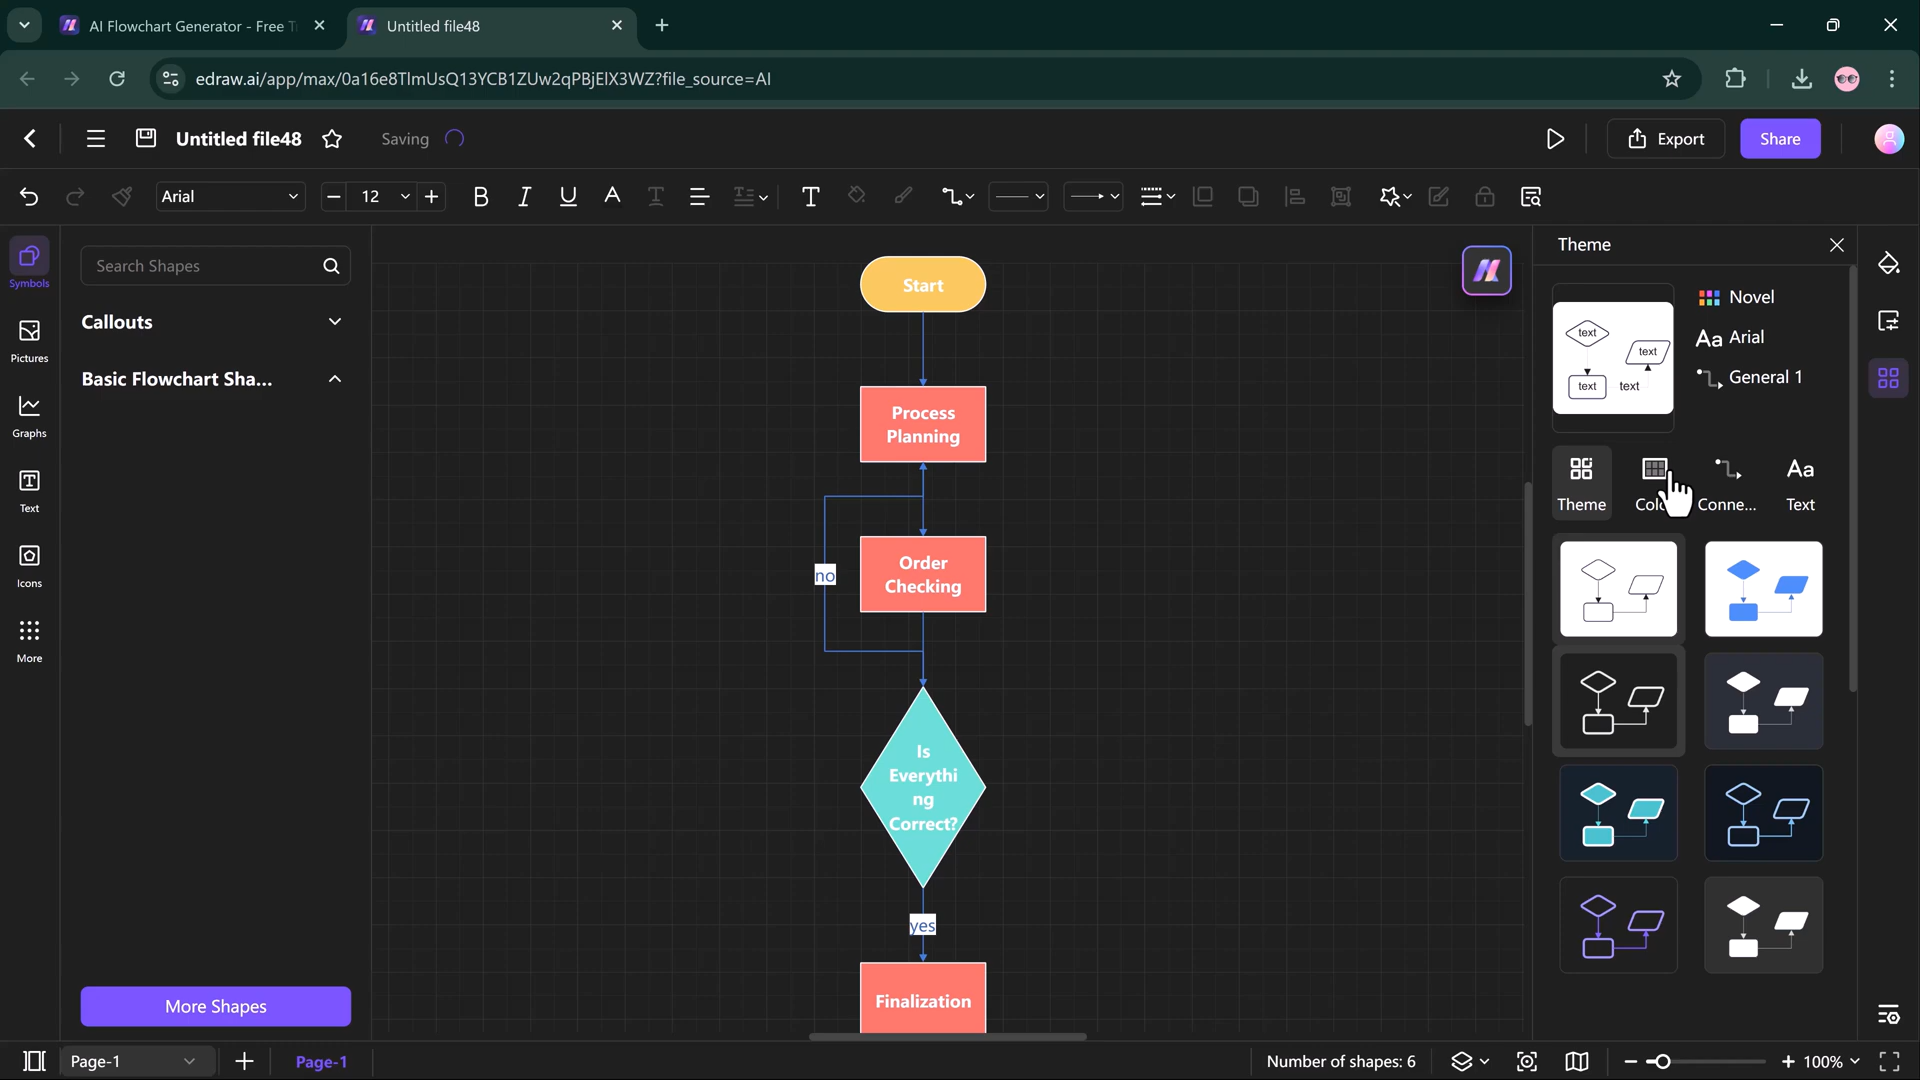 AI Flowchart Generator - Free T
Untitled file48
edraw.ai/app/max/0a16e8TlmUsQ13YCB1ZUw2qPBjElX3WZ?file_source=AI
Untitled file48
Saving
Export
Share
Arial
12
Symbols
Pictures
Graphs
Text
Icons
More
Search Shapes
Callouts
Basic Flowchart Sha...
More Shapes
Start
Process
Planning
Order
Checking
no
Is
Everythi
ng
Correct?
yes
Finalization
Theme
text
text
text
text
Novel
Aa Arial
General 1
Theme
Colo
Conne...
Aa
Text
Page-1
Page-1
Number of shapes: 6
100%